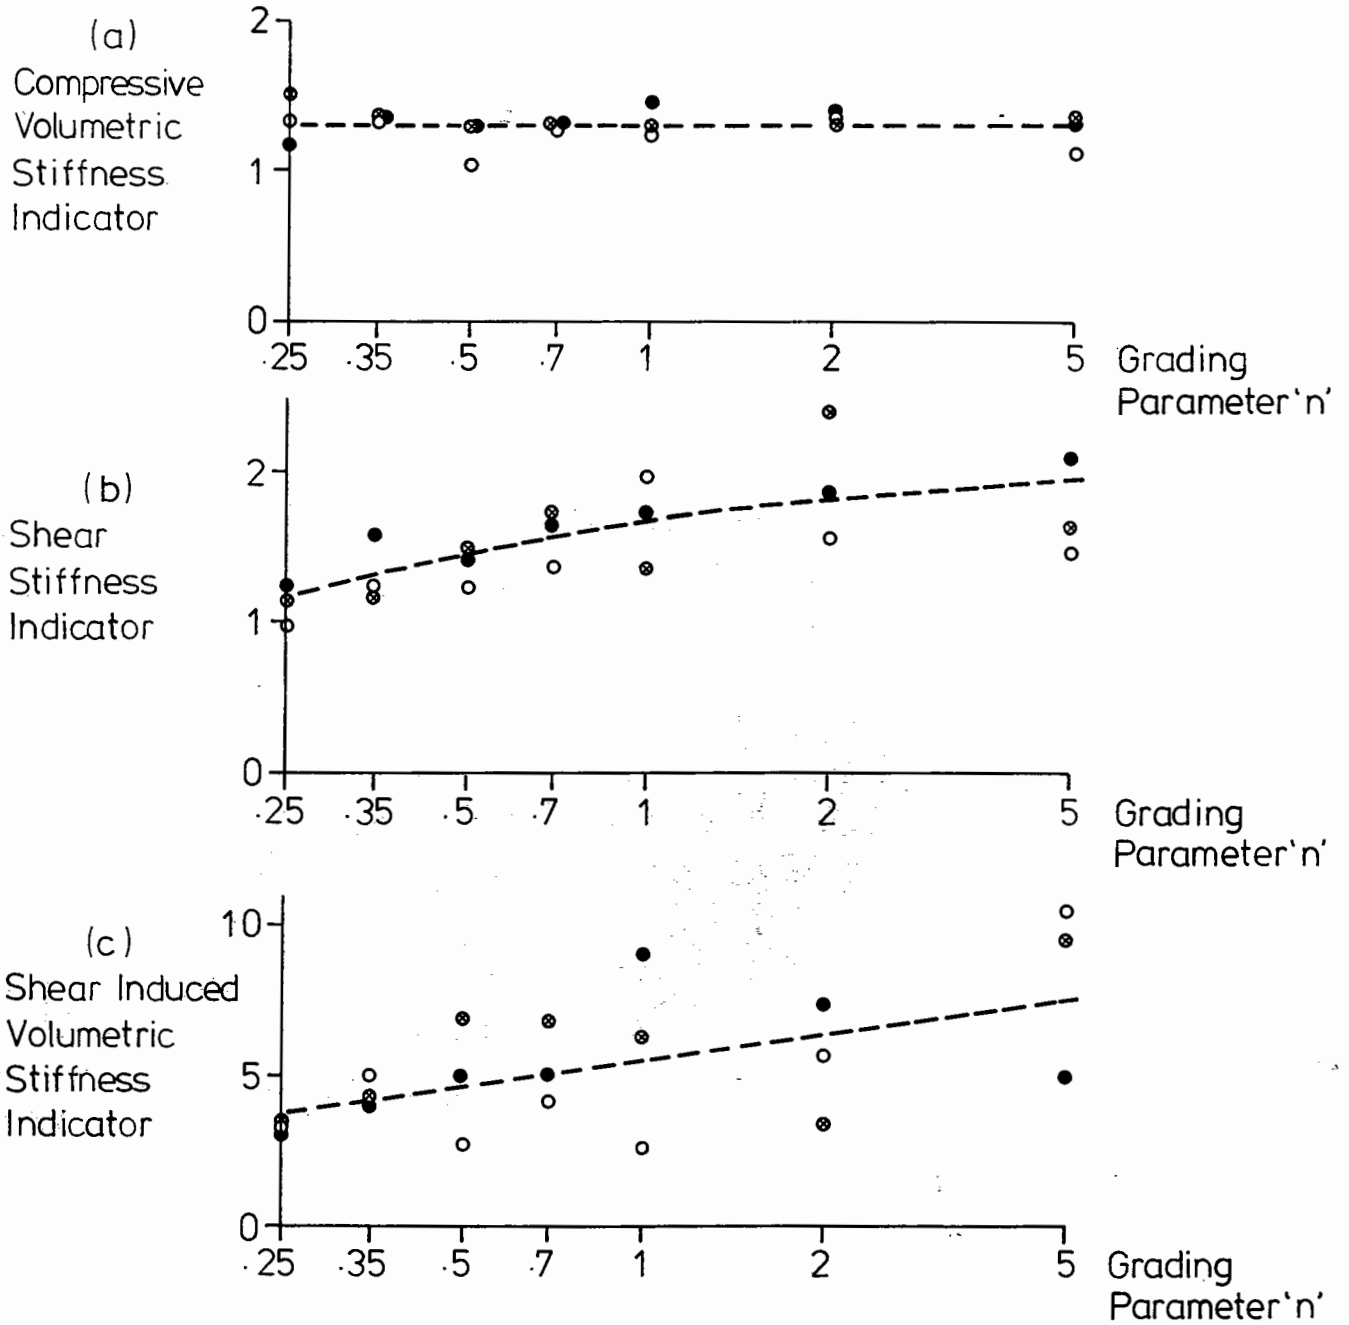 (a)
Compressive
Volumetric
Stiffness
Indicator
2
1
0
.25 .35 .5 .7 1 2 5
Grading
Parameter 'n'
(b)
Shear
Stiffness
Indicator
2
1
0
.25 .35 .5 .7 1 2 5
Grading
Parameter 'n'
(c)
Shear Induced
Volumetric
Stiffness
Indicator
10
5
0
.25 .35 .5 .7 1 2 5
Grading
Parameter 'n'